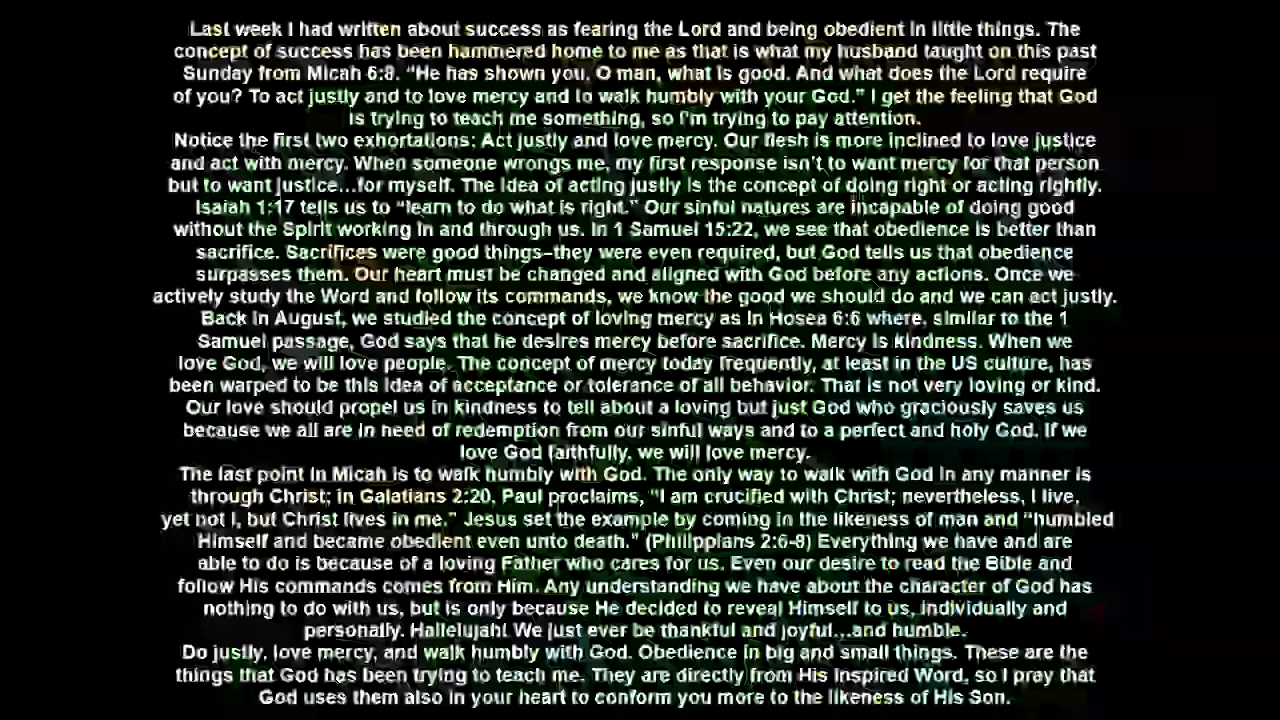 Last week I had written about success as fearing the Lord and being obedient in little things. The
concept of success has been hammered home to me as that is what my husband taught on this past
Sunday from Micah 6:8. "He has shown you, O man, what is good. And what does the Lord require
of you? To act justly and to love mercy and to walk humbly with your God." I get the feeling that God
is trying to teach me something, so I'm trying to pay attention.
Notice the first two exhortations: Act justly and love mercy. Our flesh is more inclined to love justice
and act with mercy. When someone wrongs me, my first response isn't to want mercy for that person
but to want justice...for myself. The idea of acting justly is the concept of doing right or acting rightly.
Isaiah 1:17 tells us to "learn to do what is right." Our sinful natures are incapable of doing good
without the Spirit working in and through us. In 1 Samuel 15:22, we see that obedience is better than
sacrifice. Sacrifices were good things–they were even required, but God tells us that obedience
surpasses them. Our heart must be changed and aligned with God before any actions. Once we
actively study the Word and follow its commands, we know the good we should do and we can act justly.
Back in August, we studied the concept of loving mercy as in Hosea 6:6 where, similar to the 1
Samuel passage, God says that he desires mercy before sacrifice. Mercy is kindness. When we
love God, we will love people. The concept of mercy today frequently, at least in the US culture, has
been warped to be this idea of acceptance or tolerance of all behavior. That is not very loving or kind.
Our love should propel us in kindness to tell about a loving but just God who graciously saves us
because we all are in need of redemption from our sinful ways and to a perfect and holy God. If we
love God faithfully, we will love mercy.
The last point in Micah is to walk humbly with God. The only way to walk with God in any manner is
through Christ; in Galatians 2:20, Paul proclaims, "I am crucified with Christ; nevertheless, I live,
yet not I, but Christ lives in me." Jesus set the example by coming in the likeness of man and "humbled
Himself and became obedient even unto death." (Philippians 2:6-8) Everything we have and are
able to do is because of a loving Father who cares for us. Even our desire to read the Bible and
follow His commands comes from Him. Any understanding we have about the character of God has
nothing to do with us, but is only because He decided to reveal Himself to us, individually and
personally. Hallelujah! We just ever be thankful and joyful...and humble.
Do justly, love mercy, and walk humbly with God. Obedience in big and small things. These are the
things that God has been trying to teach me. They are directly from His Inspired Word, so I pray that
God uses them also in your heart to conform you more to the likeness of His Son.